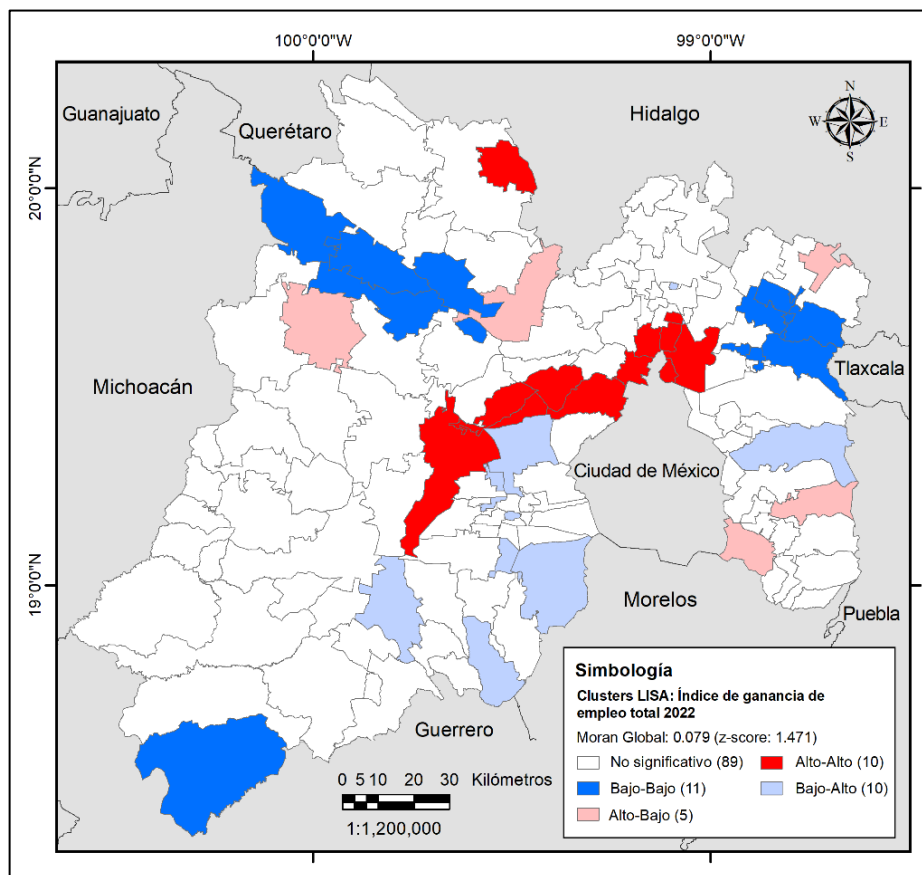 100°0'0"W
99°0'0"W
Guanajuato
Querétaro
Hidalgo
N
W
E
S
20°0'0"N
Michoacán
Tlaxcala
Ciudad de México
19°0'0"N
Morelos
Puebla
Guerrero
0 5 10 20 30 Kilómetros
1:1,200,000
Simbología
Clusters LISA: Índice de ganancia de
empleo total 2022
Moran Global: 0.079 (z-score: 1.471)
No significativo (89)
Alto-Alto (10)
Bajo-Bajo (11)
Bajo-Alto (10)
Alto-Bajo (5)